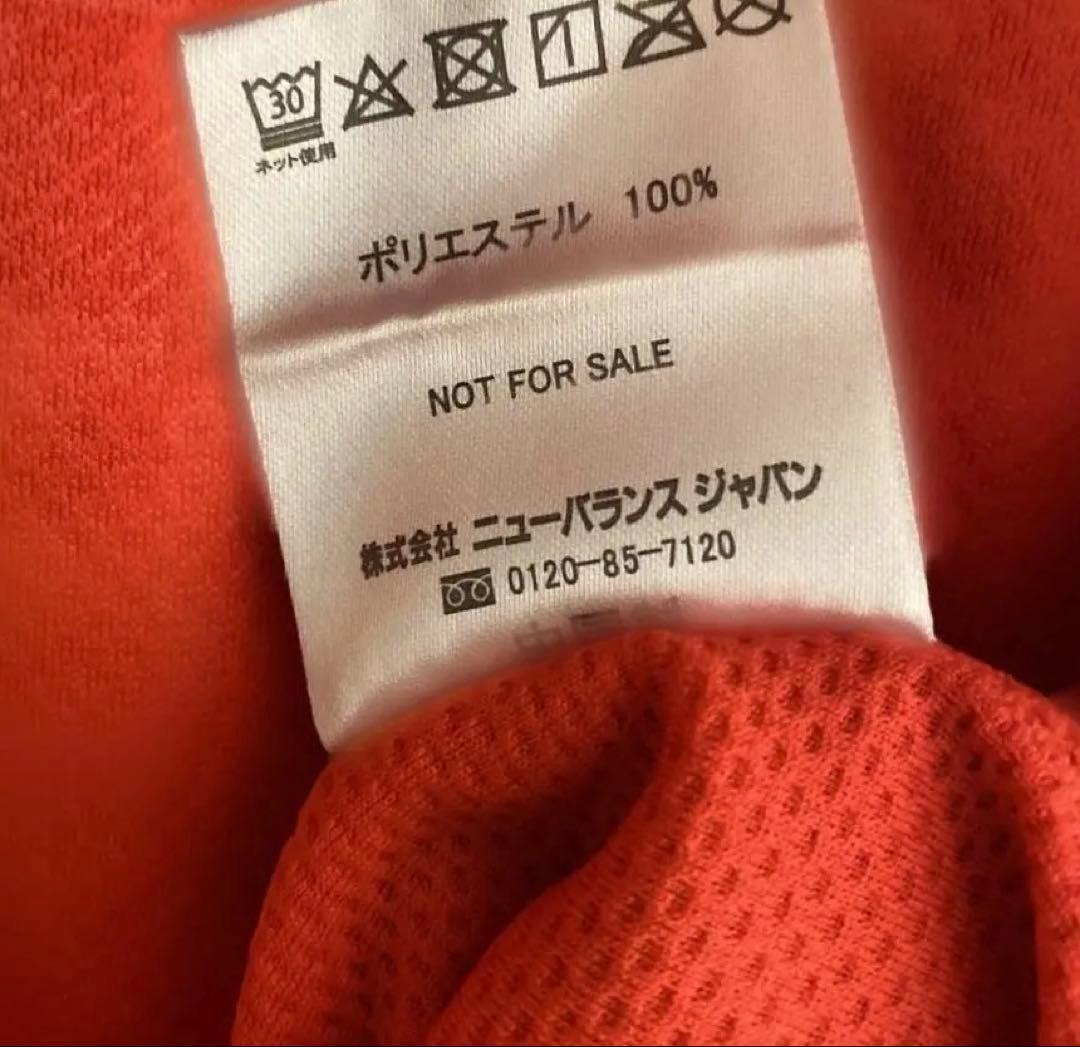 30
ネット使用
ポリエステル 100%
NOT FOR SALE
株式会社 ニューバランス ジャパン
0120-85-7120